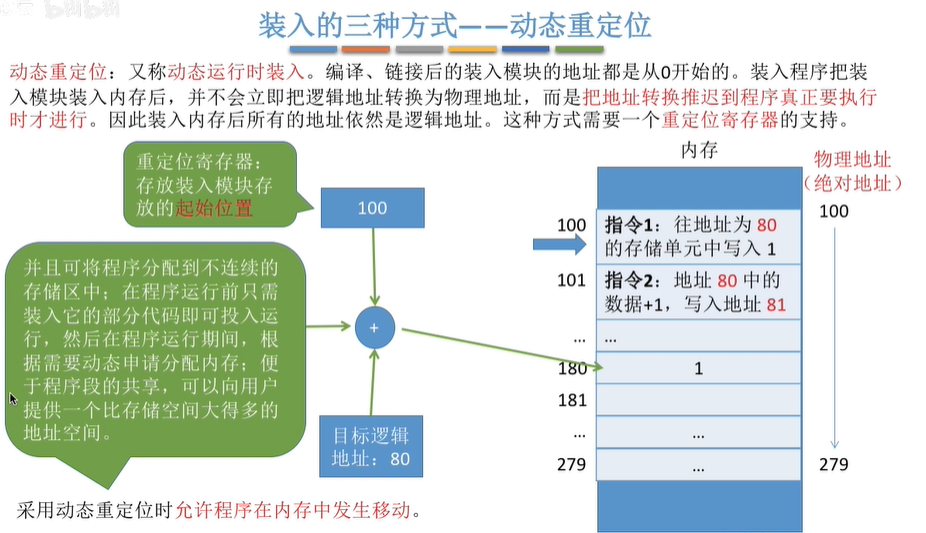 bilibili
装入的三种方式——动态重定位
动态重定位：又称动态运行时装入。编译、链接后的装入模块的地址都是从0开始的。装入程序把装
入模块装入内存后，并不会立即把逻辑地址转换为物理地址，而是把地址转换推迟到程序真正要执行
时才进行。因此装入内存后所有的地址依然是逻辑地址。这种方式需要一个重定位寄存器的支持。
重定位寄存器：
存放装入模块存
放的起始位置
100
并且可将程序分配到不连续的
存储区中；在程序运行前只需
装入它的部分代码即可投入运
行，然后在程序运行期间，根
据需要动态申请分配内存；便
于程序段的共享，可以向用户
提供一个比存储空间大得多的
地址空间。
+
目标逻辑
地址：80
采用动态重定位时允许程序在内存中发生移动。
内存
100
指令1：往地址为 80
的存储单元中写入 1
101
指令2：地址 80 中的
数据+1，写入地址 81
...
...
180
1
181
...
...
279
...
物理地址
（绝对地址）
100
279